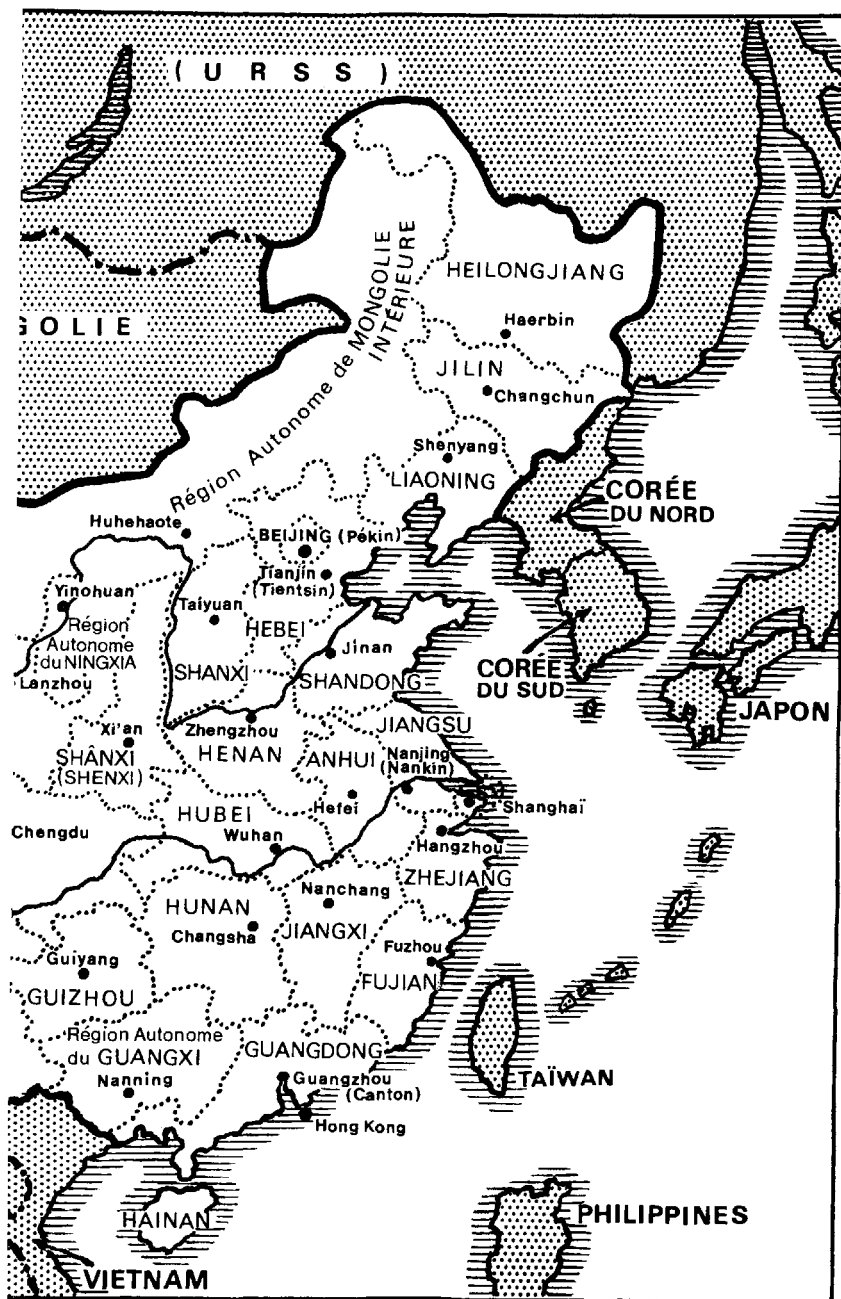 (URSS)
HEILONGJIANG
GOLIE
Région Autonome de MONGOLIE
INTÉRIEURE
Haerbin
JILIN
Changchun
Shenyang
LIAONING
CORÉE
DU NORD
Huhehaote
BEIJING (Pékin)
Tianjin
(Tientsin)
Yinohuan
Taiyuan
Région
Autonome
du NINGXIA
HEBEI
Jinan
Lanzhou
SHANXI
SHANDONG
CORÉE
DU SUD
JAPON
Xi'an
Zhengzhou
JIANGSU
SHÂNXI
(SHENXI)
HENAN
ANHUI
Nanjing
(Nankin)
Hefei
Shanghaï
HUBEI
Chengdu
Wuhan
Hangzhou
ZHEJIANG
HUNAN
Nanchang
Changsha
JIANGXI
Fuzhou
Guiyang
FUJIAN
GUIZHOU
Région Autonome
du GUANGXI
GUANGDONG
Nanning
Guangzhou
(Canton)
TAÏWAN
Hong Kong
HAINAN
PHILIPPINES
VIETNAM